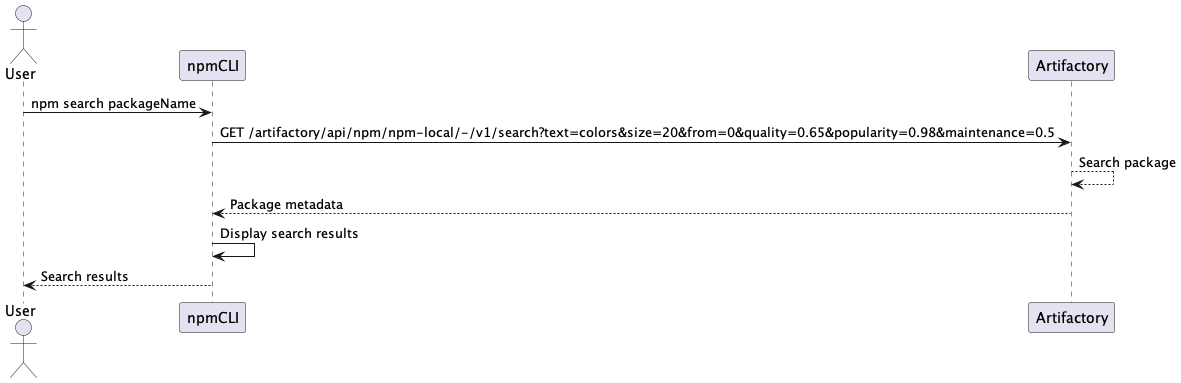 User
npmCLI
Artifactory
npm search packageName
GET /artifactory/api/npm/npm-local/-/v1/search?text=colors&size=20&from=0&quality=0.65&popularity=0.98&maintenance=0.5
Search package
Package metadata
Display search results
Search results
User
npmCLI
Artifactory